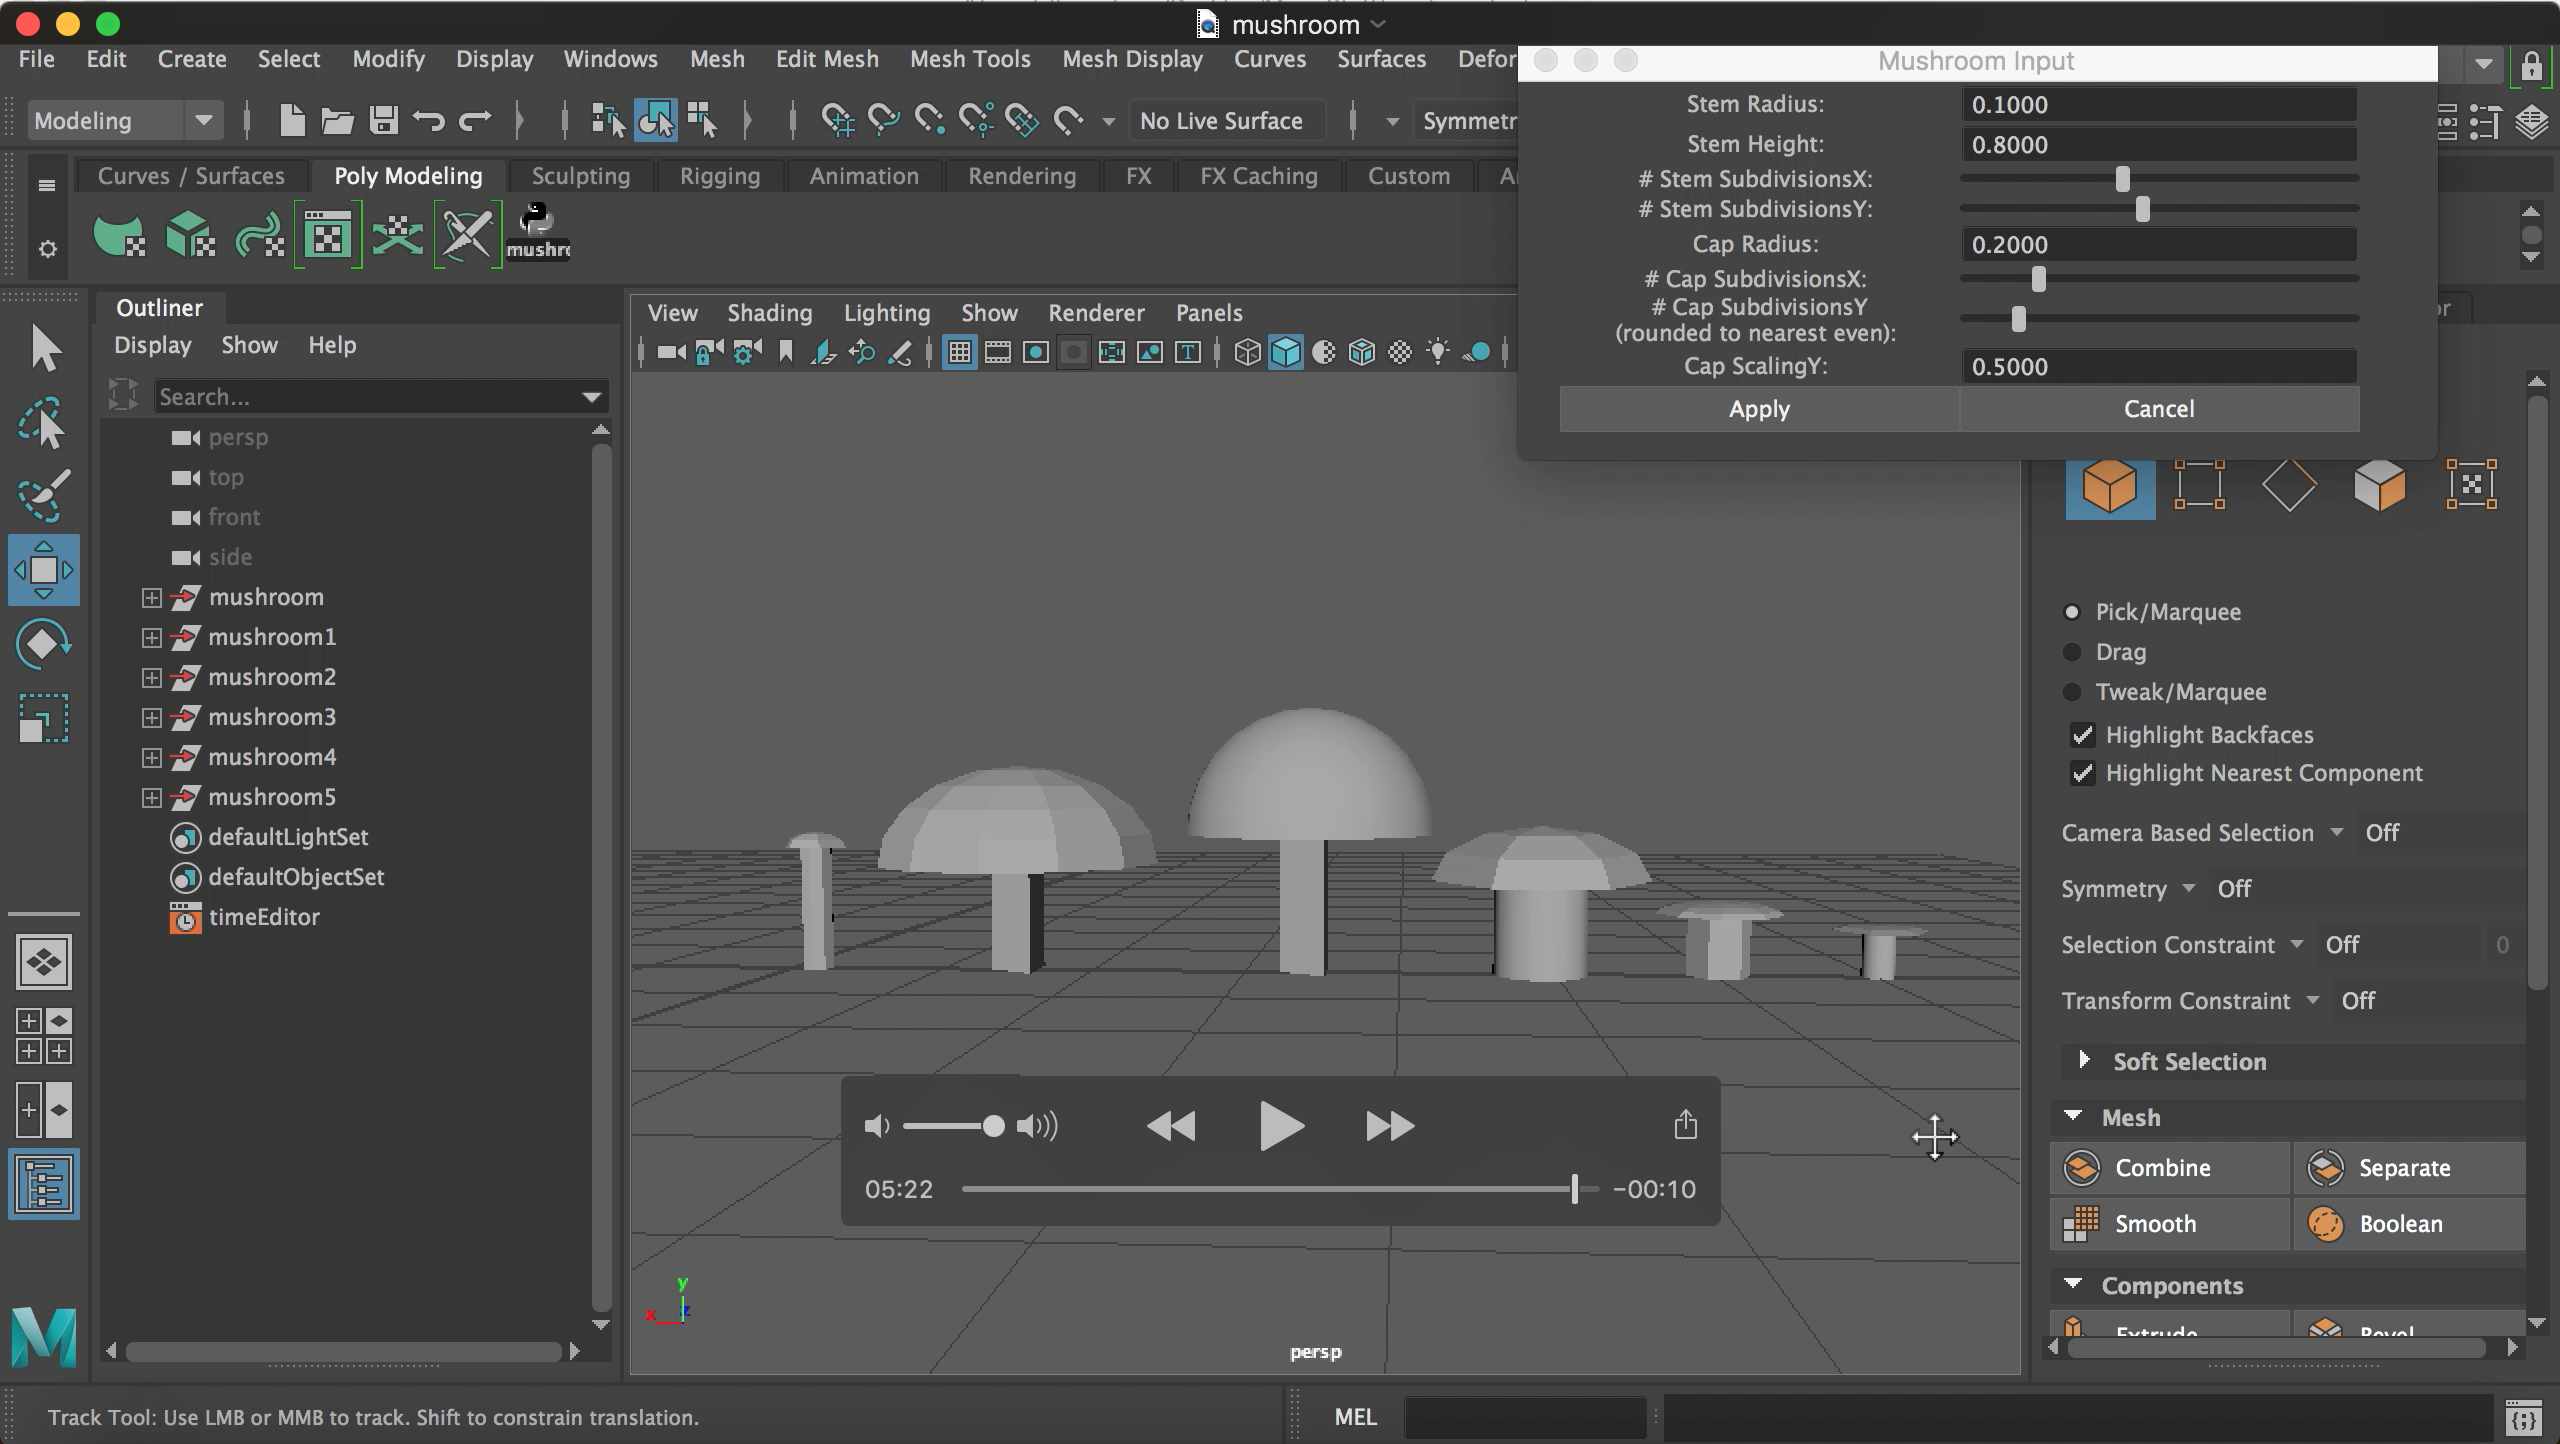 mushroom
File Edit Create Select Modify Display Windows Mesh Edit Mesh Mesh Tools Mesh Display Curves Surfaces Defor
Mushroom Input
Stem Radius: 0.1000
Stem Height: 0.8000
# Stem SubdivisionsX:
# Stem SubdivisionsY:
Cap Radius: 0.2000
# Cap SubdivisionsX:
# Cap SubdivisionsY
(rounded to nearest even):
Cap ScalingY: 0.5000
Apply Cancel
Modeling No Live Surface Symmetr
Curves / Surfaces Poly Modeling Sculpting Rigging Animation Rendering FX FX Caching Custom
mushr
Outliner
Display Show Help
Search...
persp
top
front
side
mushroom
mushroom1
mushroom2
mushroom3
mushroom4
mushroom5
defaultLightSet
defaultObjectSet
timeEditor
View Shading Lighting Show Renderer Panels
05:22 -00:10
y
x z
persp
Pick/Marquee
Drag
Tweak/Marquee
Highlight Backfaces
Highlight Nearest Component
Camera Based Selection Off
Symmetry Off
Selection Constraint Off 0
Transform Constraint Off
Soft Selection
Mesh
Combine Separate
Smooth Boolean
Components
Extrude Bevel
Track Tool: Use LMB or MMB to track. Shift to constrain translation.
MEL